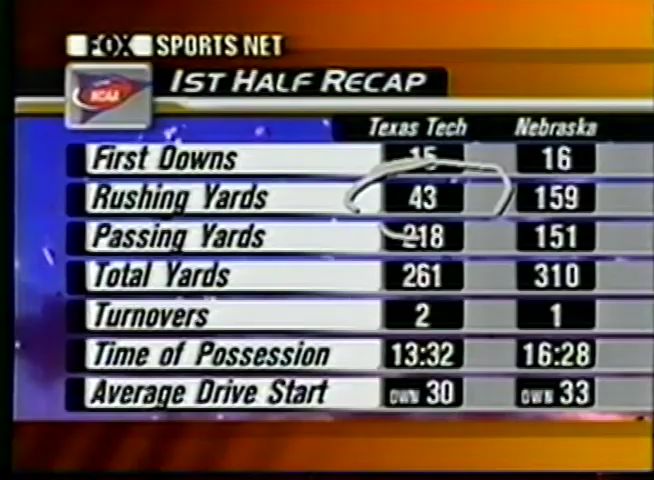 FOX SPORTS NET
NCAA
1ST HALF RECAP
Texas Tech Nebraska
First Downs 15 16
Rushing Yards 43 159
Passing Yards 218 151
Total Yards 261 310
Turnovers 2 1
Time of Possession 13:32 16:28
Average Drive Start OWN 30 OWN 33